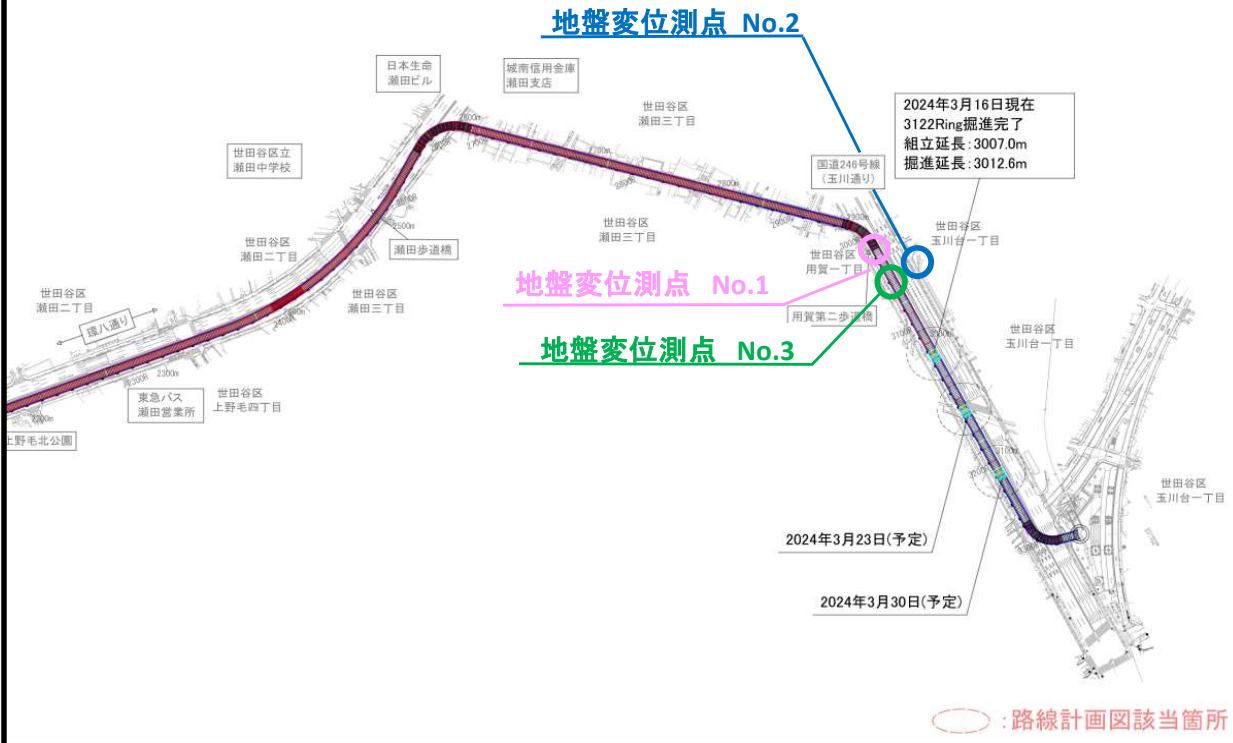 地盤変位測点 No.2
日本生命
瀬田ビル
城南信用金庫
瀬田支店
世田谷区
瀬田三丁目
2024年3月16日現在
3122Ring掘進完了
組立延長:3007.0m
掘進延長:3012.6m
世田谷区立
瀬田中学校
国道246号線
(玉川通り)
世田谷区
瀬田三丁目
世田谷区
玉川台一丁目
世田谷区
瀬田二丁目
瀬田歩道橋
世田谷区
用賀一丁目
地盤変位測点 No.1
世田谷区
瀬田二丁目
世田谷区
瀬田三丁目
環八通り
用賀第二歩道橋
世田谷区
玉川台一丁目
地盤変位測点 No.3
東急バス
瀬田営業所
世田谷区
上野毛四丁目
上野毛北公園
世田谷区
玉川台一丁目
2024年3月23日(予定)
2024年3月30日(予定)
:路線計画図該当箇所
2300m
2500m
3100m